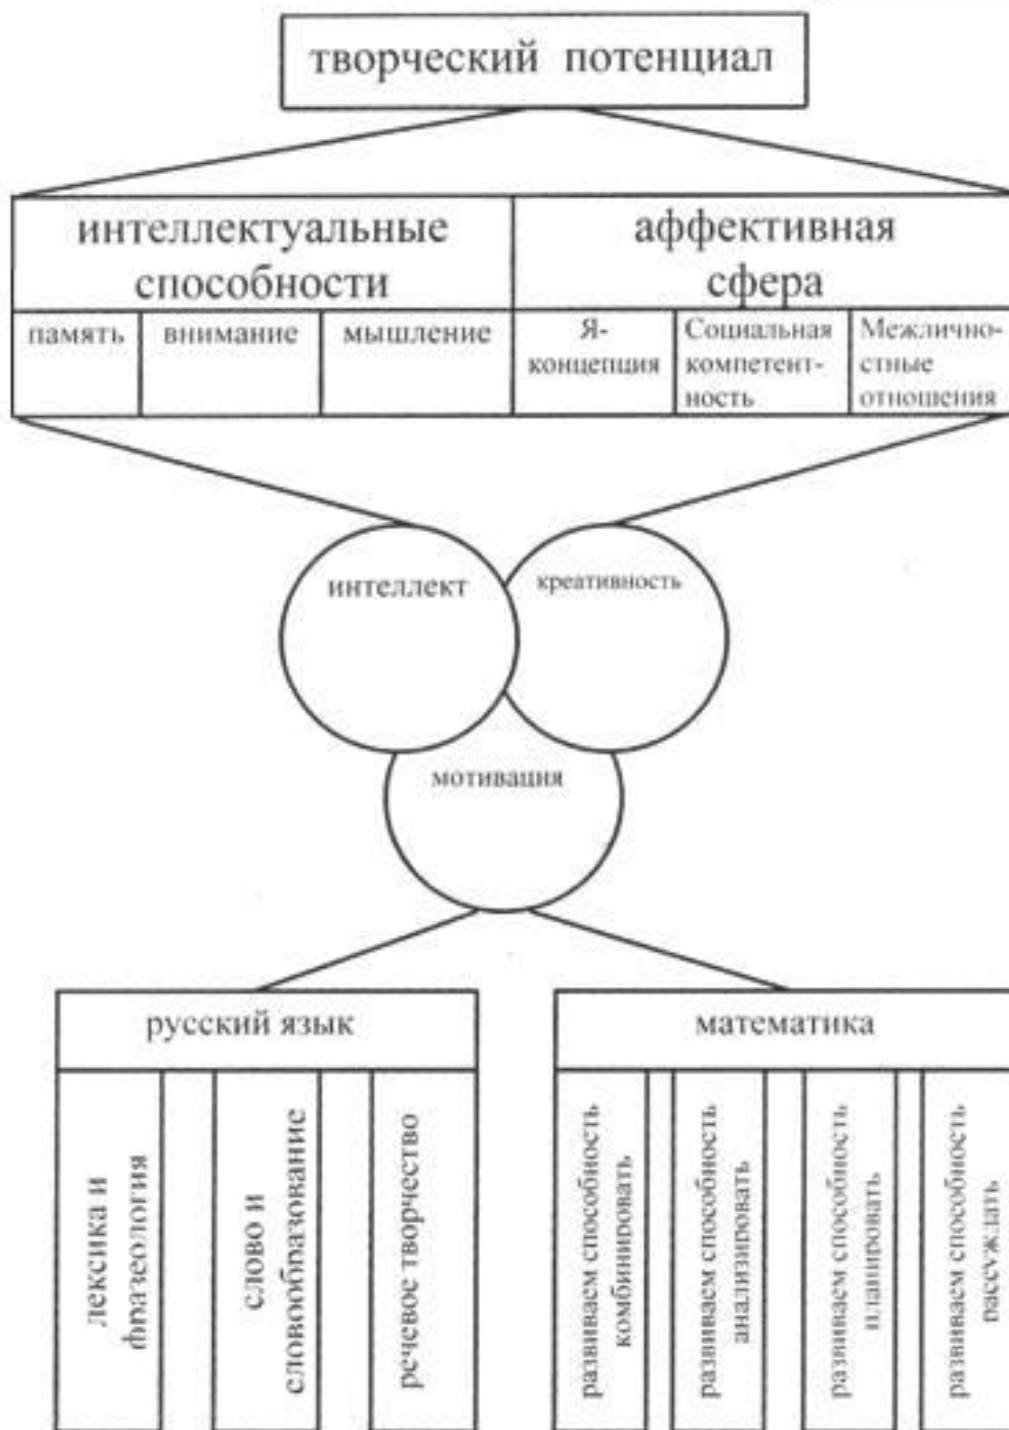 творческий потенциал
интеллектуальные
способности
аффективная
сфера
память
внимание
мышление
Я-
концепция
Социальная
компетент-
ность
Межлично-
стные
отношения
интеллект
креативность
мотивация
русский язык
лексика и
фразеология
слово и
словообразование
речевое творчество
математика
развиваем способность
комбинировать
развиваем способность
анализировать
развиваем способность
планировать
развиваем способность
рассуждать